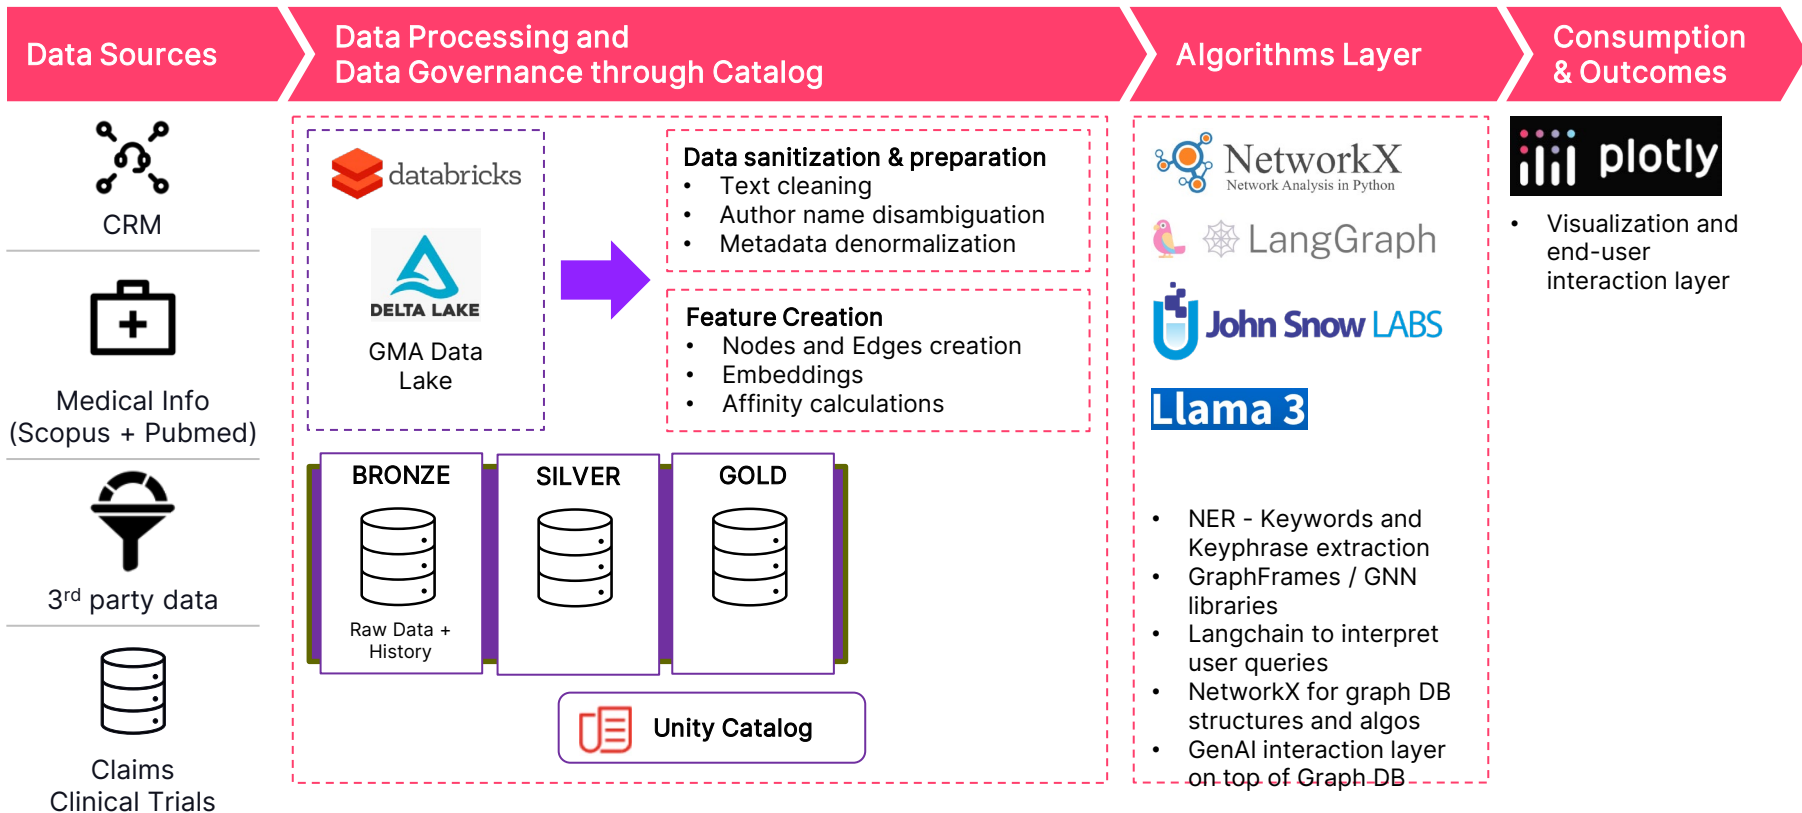 Data Sources
Data Processing and
Data Governance through Catalog
Algorithms Layer
Consumption
& Outcomes
CRM
Medical Info
(Scopus + Pubmed)
3rd party data
Claims
Clinical Trials
databricks
DELTA LAKE
GMA Data
Lake
Data sanitization & preparation
• Text cleaning
• Author name disambiguation
• Metadata denormalization
Feature Creation
• Nodes and Edges creation
• Embeddings
• Affinity calculations
BRONZE
Raw Data +
History
SILVER
GOLD
Unity Catalog
NetworkX
Network Analysis in Python
LangGraph
John Snow LABS
Llama 3
• NER - Keywords and
Keyphrase extraction
• GraphFrames / GNN
libraries
• Langchain to interpret
user queries
• NetworkX for graph DB
structures and algos
• GenAI interaction layer
on top of Graph DB
plotly
• Visualization and
end-user
interaction layer